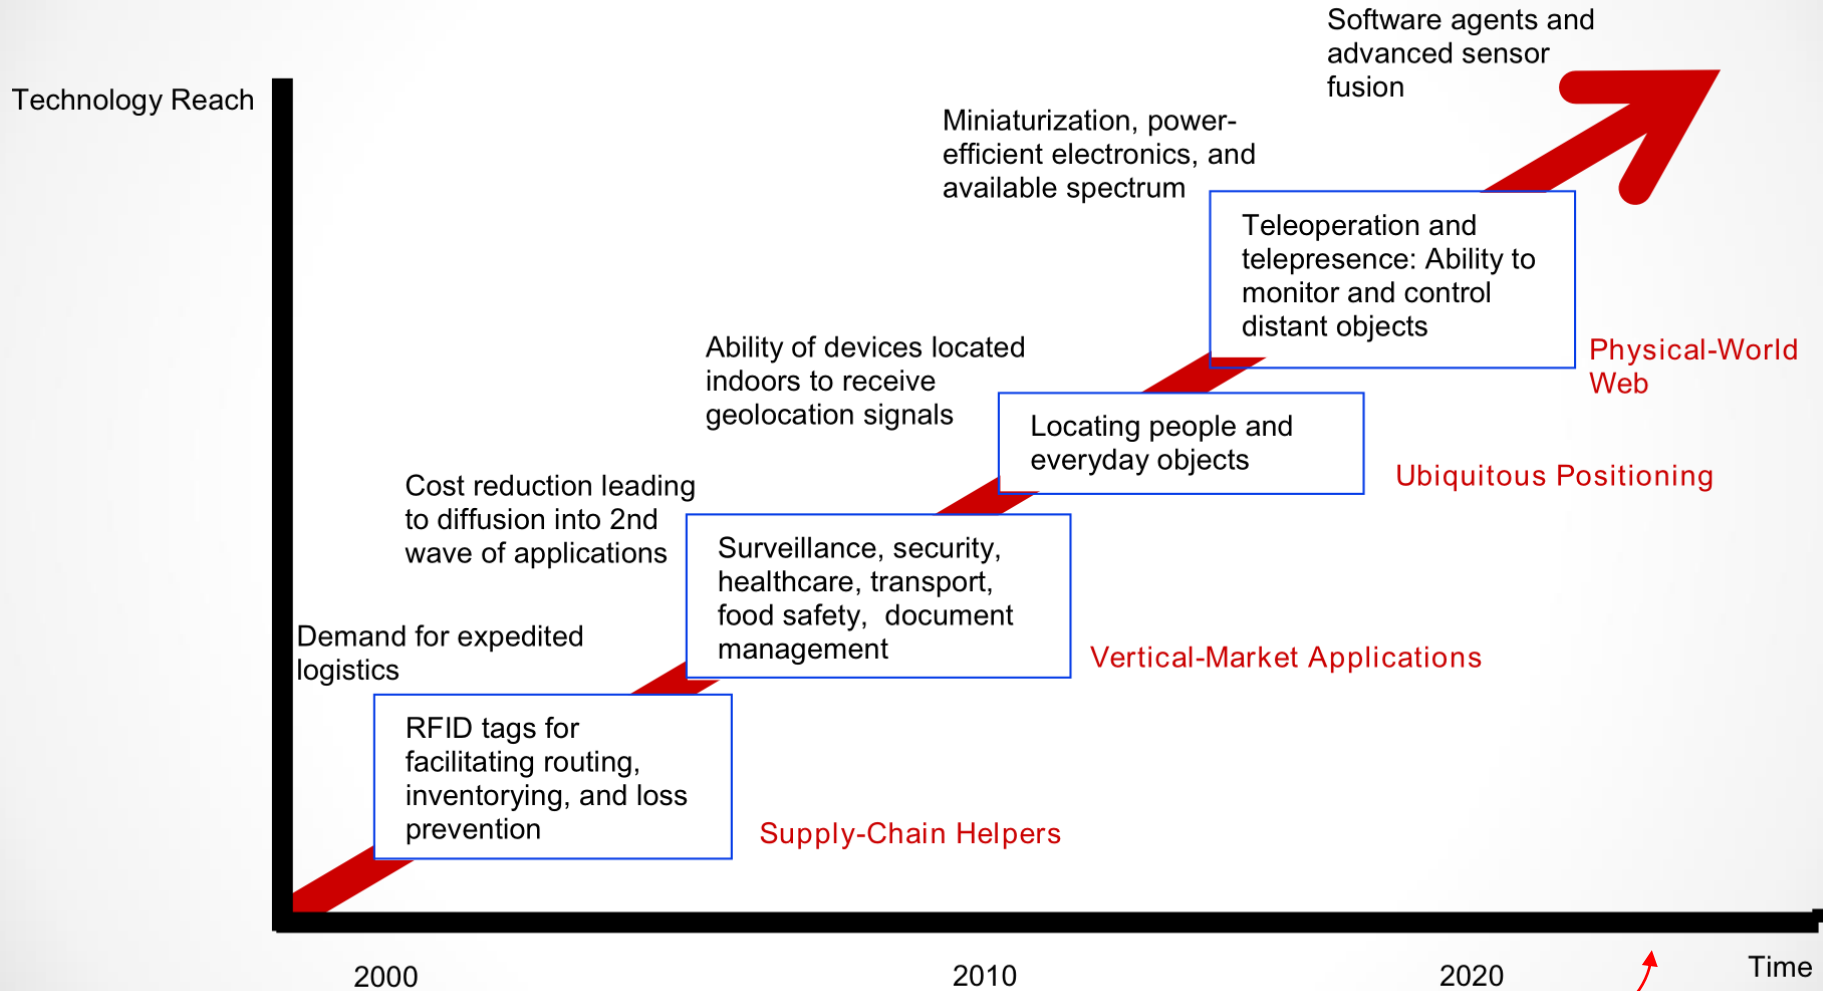 Software agents and
advanced sensor
fusion
Technology Reach
Miniaturization, power-
efficient electronics, and
available spectrum
Teleoperation and
telepresence: Ability to
monitor and control
distant objects
Physical-World
Web
Ability of devices located
indoors to receive
geolocation signals
Locating people and
everyday objects
Ubiquitous Positioning
Cost reduction leading
to diffusion into 2nd
wave of applications
Surveillance, security,
healthcare, transport,
food safety,  document
management
Vertical-Market Applications
Demand for expedited
logistics
RFID tags for
facilitating routing,
inventorying, and loss
prevention
Supply-Chain Helpers
2000
2010
2020
Time